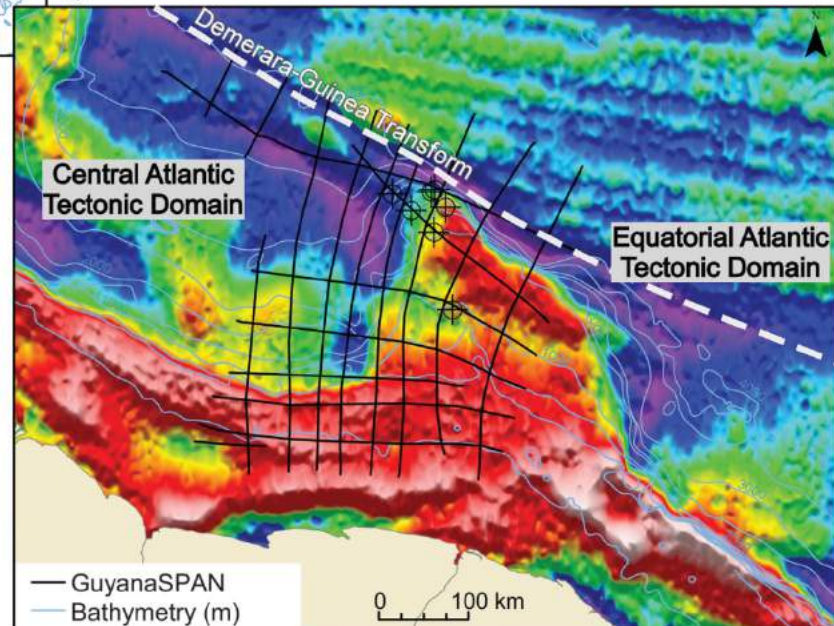 N
Demerara-Guinea Transform
Central Atlantic
Tectonic Domain
Equatorial Atlantic
Tectonic Domain
GuyanaSPAN
Bathymetry (m)
0 100 km